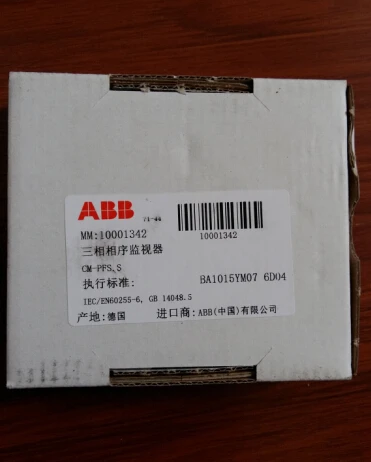 ABB 71-44
MM:10001342
10001342
三相相序监视器
CM-PFS.S
执行标准: BA1015YM07 6D04
IEC/EN60255-6, GB 14048.5
产地:德国 进口商:ABB(中国)有限公司